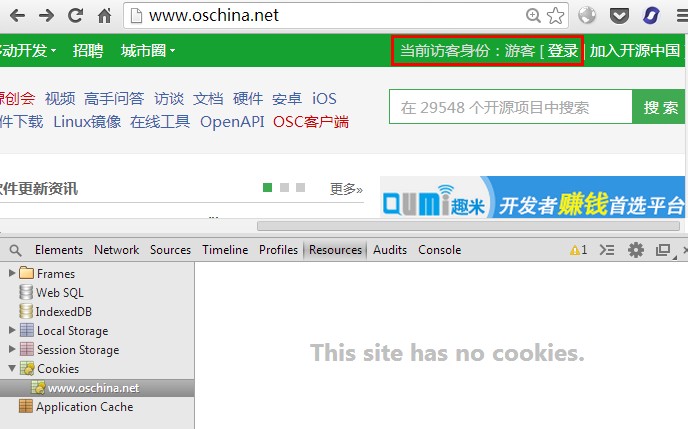 www.oschina.net
移动开发 招聘 城市圈 当前访客身份：游客 [ 登录 | 加入开源中国
源创会 视频 高手问答 访谈 文档 硬件 安卓 iOS
在 29548 个开源项目中搜索 搜 索
件下载 Linux镜像 在线工具 OpenAPI OSC客户端
软件更新资讯 更多»
QUMi趣米 开发者赚钱首选平台
Elements Network Sources Timeline Profiles Resources Audits Console 1
Frames
Web SQL
IndexedDB
Local Storage
Session Storage
Cookies
www.oschina.net
Application Cache
This site has no cookies.